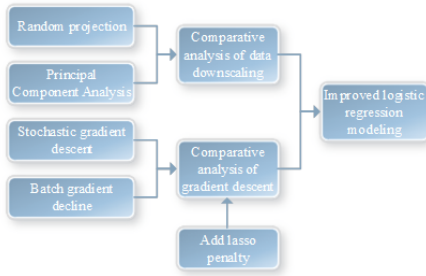 Random projection
Principal
Component Analysis
Comparative
analysis of data
downscaling
Stochastic gradient
descent
Batch gradient
decline
Comparative
analysis of
gradient descent
Add lasso
penalty
Improved logistic
regression
modeling